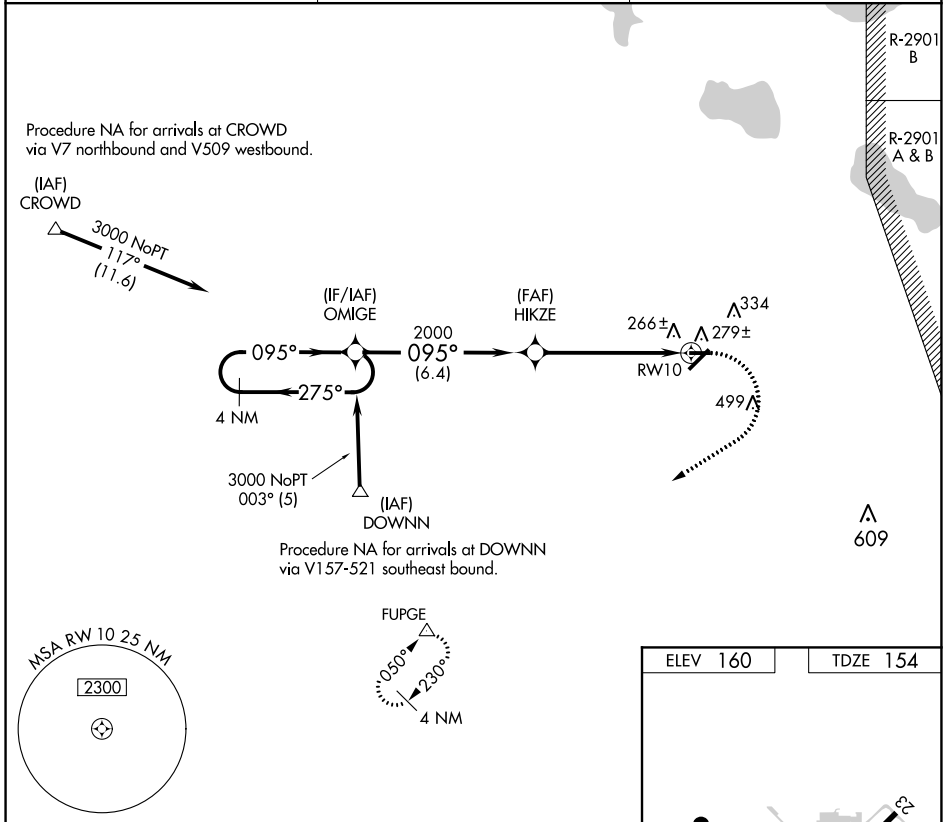 R-2901
B
R-2901
A & B
Procedure NA for arrivals at CROWD
via V7 northbound and V509 westbound.
(IAF)
CROWD
3000 NoPT
117°
(11.6)
(IF/IAF)
OMIGE
(FAF)
HIKZE
334
266±
279±
2000
095°
095°
(6.4)
RW10
275°
4 NM
499
3000 NoPT
003° (5)
(IAF)
DOWNN
609
Procedure NA for arrivals at DOWNN
via V157-521 southeast bound.
FUPGE
050°
230°
4 NM
MSA RW 10 25 NM
2300
ELEV 160
TDZE 154
23